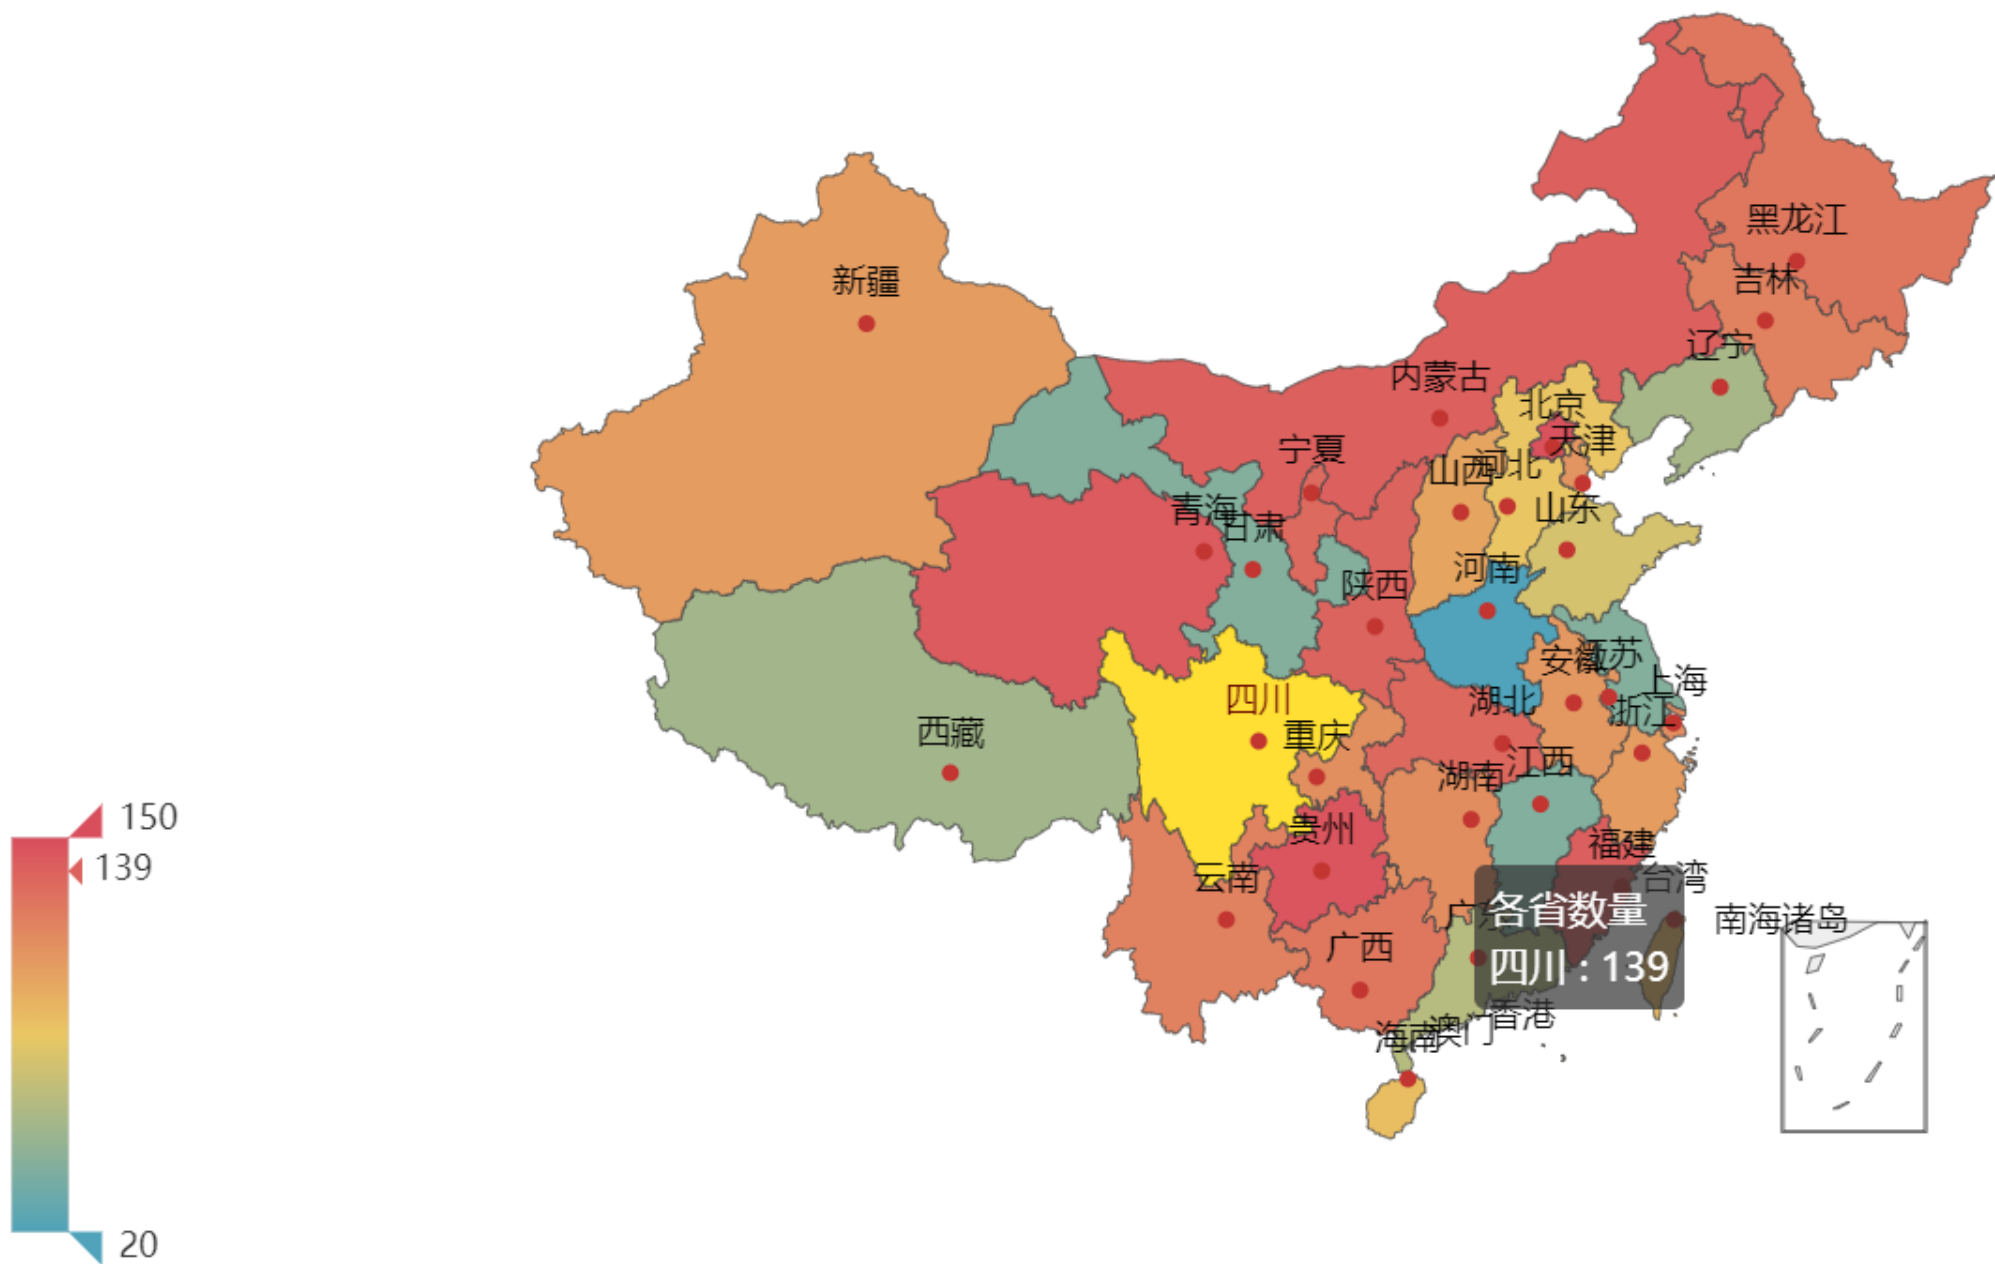 黑龙江
吉林
新疆
辽宁
内蒙古
北京
天津
宁夏
山西
河北
山东
青海
甘肃
河南
陕西
安徽
江苏
上海
四川
湖北
浙江
西藏
重庆
江西
湖南
贵州
福建
云南
台湾
广东
各省数量
南海诸岛
广西
四川 : 139
香港
海南
澳门
150
139
20